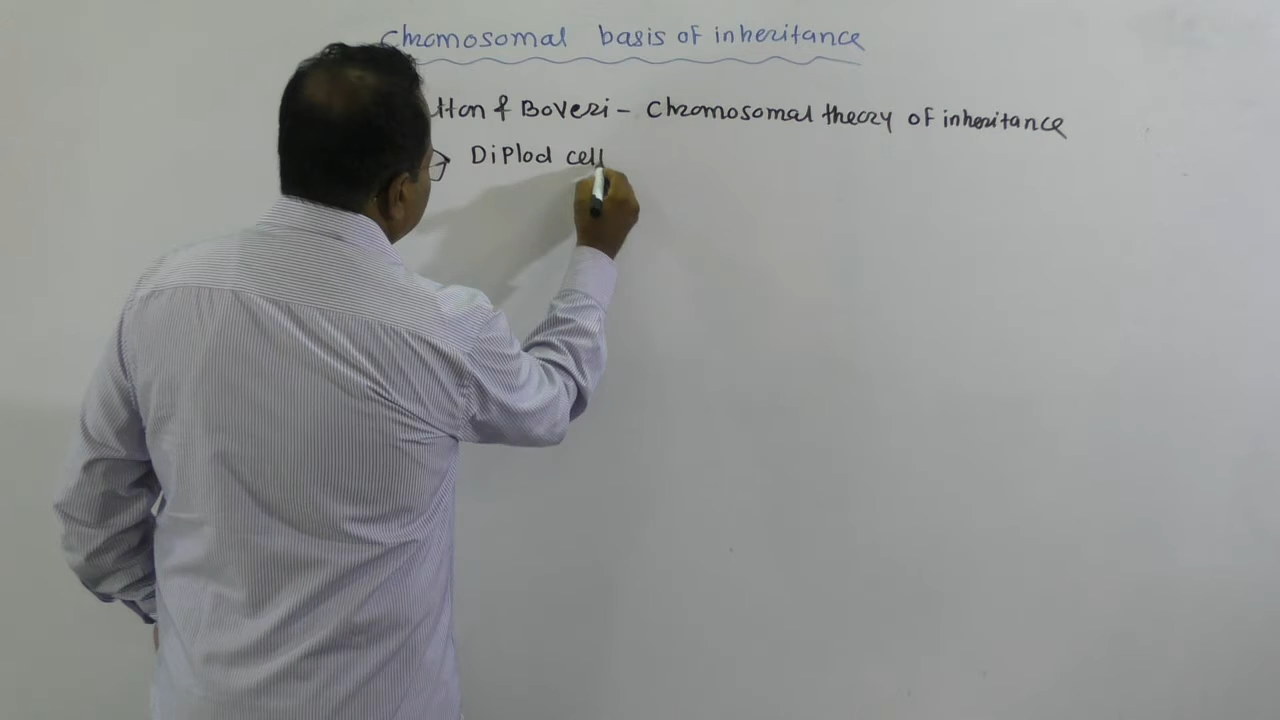 Chromosomal basis of inheritance
tton & Boveri - Chromosomal theory of inheritance
Diplod cell